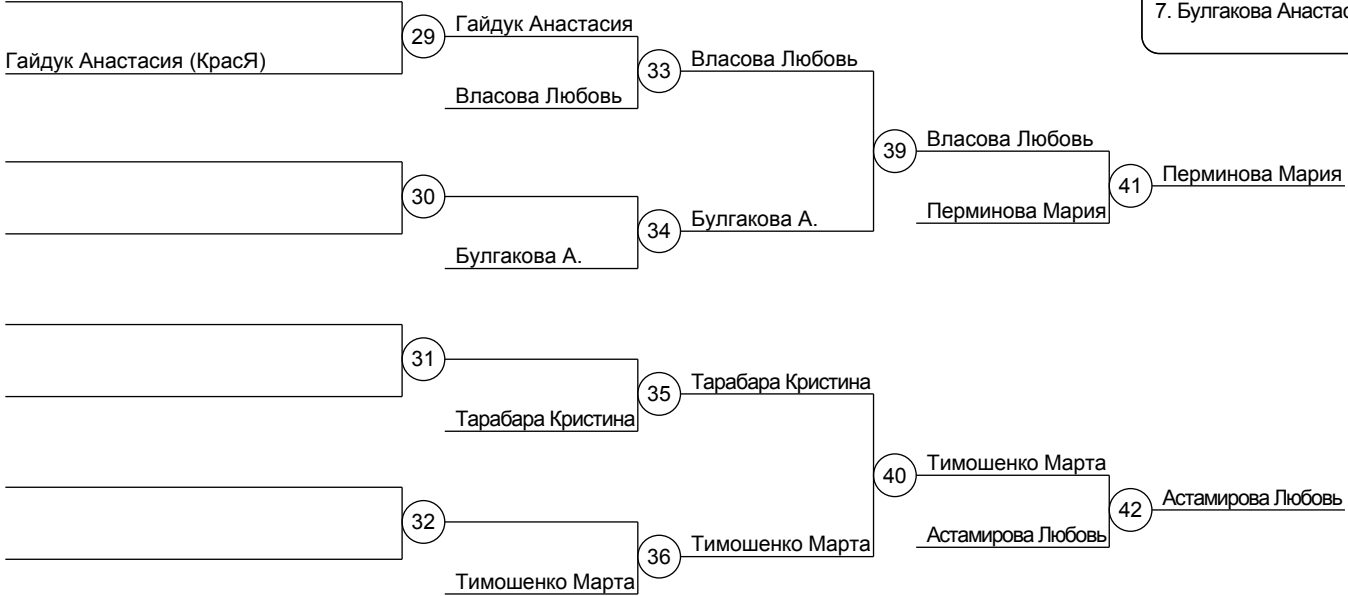 7. Булгакова Анастас
29
Гайдук Анастасия
Гайдук Анастасия (КрасЯ)
33
Власова Любовь
Власова Любовь
39
Власова Любовь
41
Перминова Мария
30
Перминова Мария
34
Булгакова А.
Булгакова А.
31
35
Тарабара Кристина
Тарабара Кристина
40
Тимошенко Марта
42
Астамирова Любовь
32
Астамирова Любовь
36
Тимошенко Марта
Тимошенко Марта